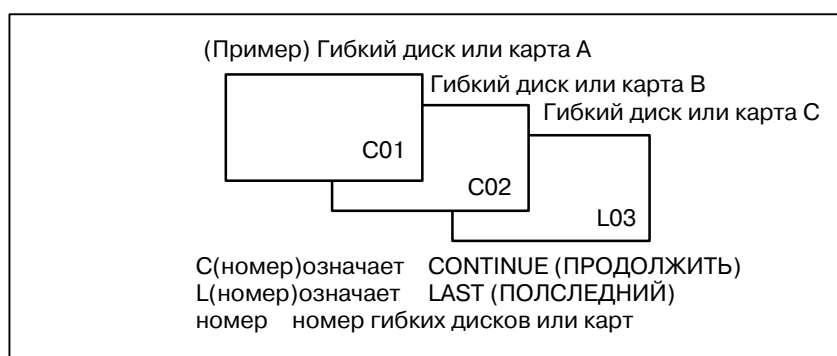 (Пример) Гибкий диск или карта A
Гибкий диск или карта B
Гибкий диск или карта C
C01
C02
L03
C(номер)означает CONTINUE (ПРОДОЛЖИТЬ)
L(номер)означает LAST (ПОЛСЛЕДНИЙ)
номер номер гибких дисков или карт